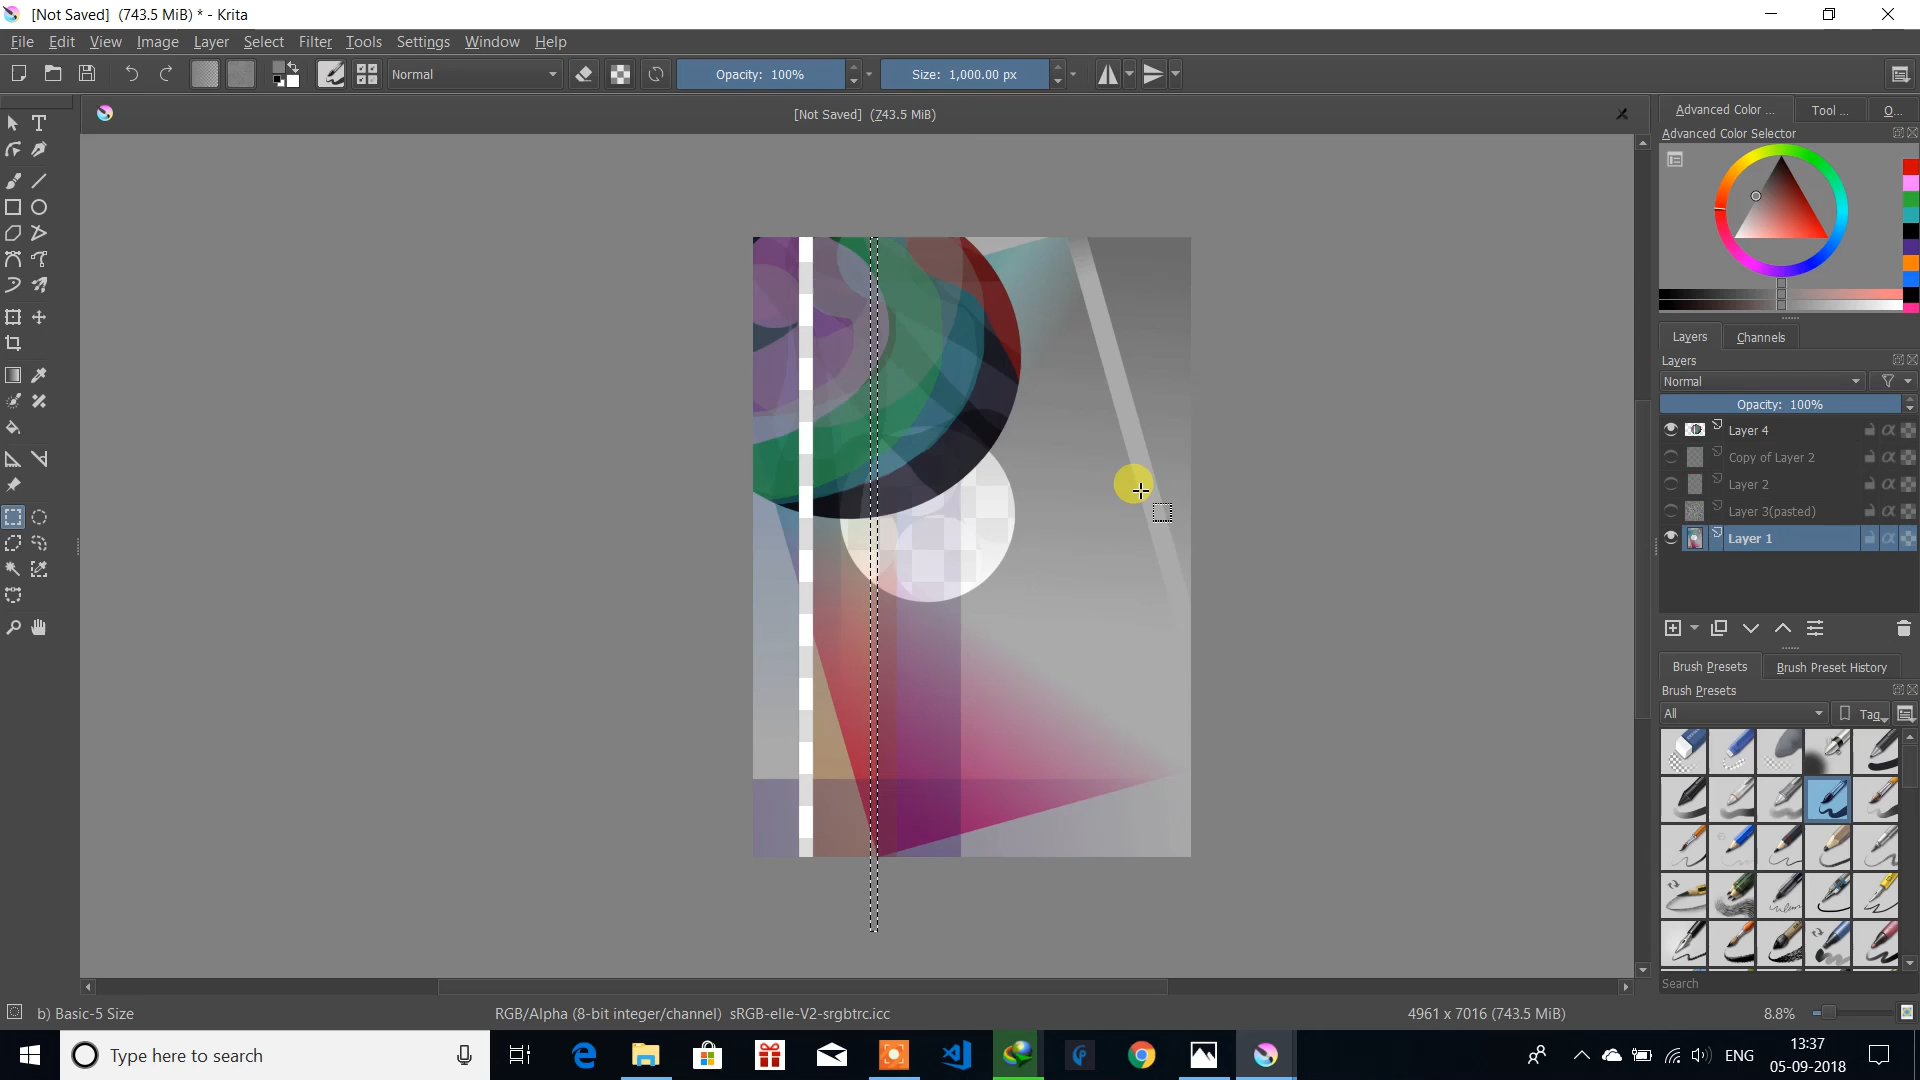 [Not Saved]  (743.5 MiB) * - Krita
File Edit View Image Layer Select Filter Tools Settings Window Help
Normal Opacity: 100% Size: 1,000.00 px
[Not Saved]  (743.5 MiB)
Advanced Color ... Tool ... O...
Advanced Color Selector
Layers Channels
Layers
Normal
Opacity: 100%
Layer 4
Copy of Layer 2
Layer 2
Layer 3(pasted)
Layer 1
Brush Presets Brush Preset History
Brush Presets
All Tag
Search
b) Basic-5 Size RGB/Alpha (8-bit integer/channel)  sRGB-elle-V2-srgbtrc.icc 4961 x 7016 (743.5 MiB) 8.8%
Type here to search ENG 13:37
05-09-2018